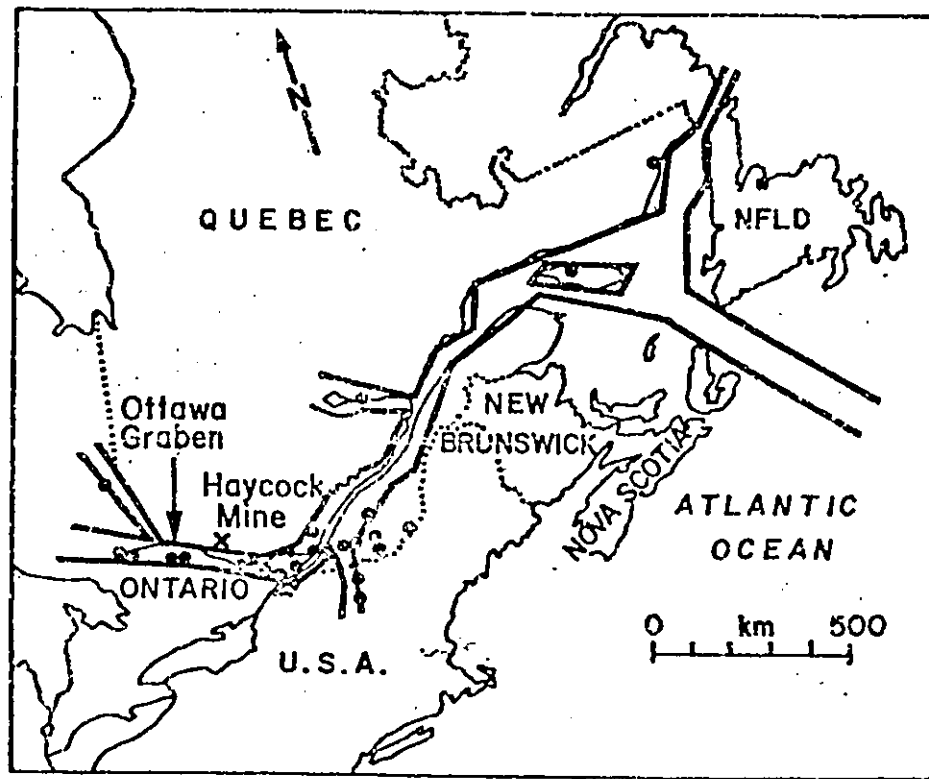 N
QUEBEC
NFLD
Ottawa
Graben
NEW
BRUNSWICK
Haycock
Mine
NOVA SCOTIA
ATLANTIC
OCEAN
ONTARIO
0 km 500
U.S.A.